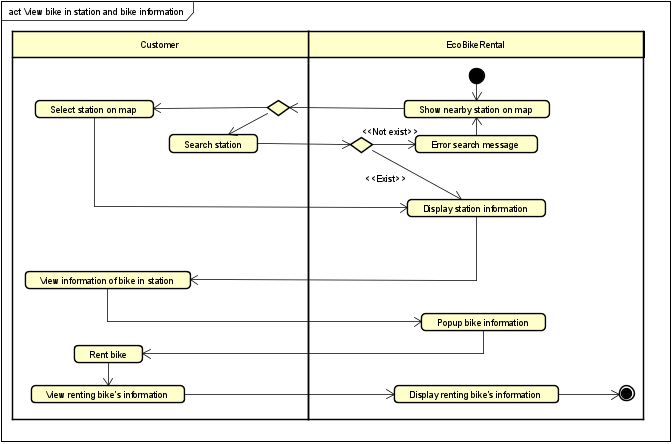 act View bike in station and bike information
Customer
EcoBikeRental
Select station on map
Show nearby station on map
<<Not exist>>
Search station
Error search message
<<Exist>>
Display station information
View information of bike in station
Popup bike information
Rent bike
View renting bike's information
Display renting bike's information